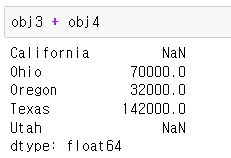 obj3 + obj4
California NaN
Ohio 70000.0
Oregon 32000.0
Texas 142000.0
Utah NaN
dtype: float64